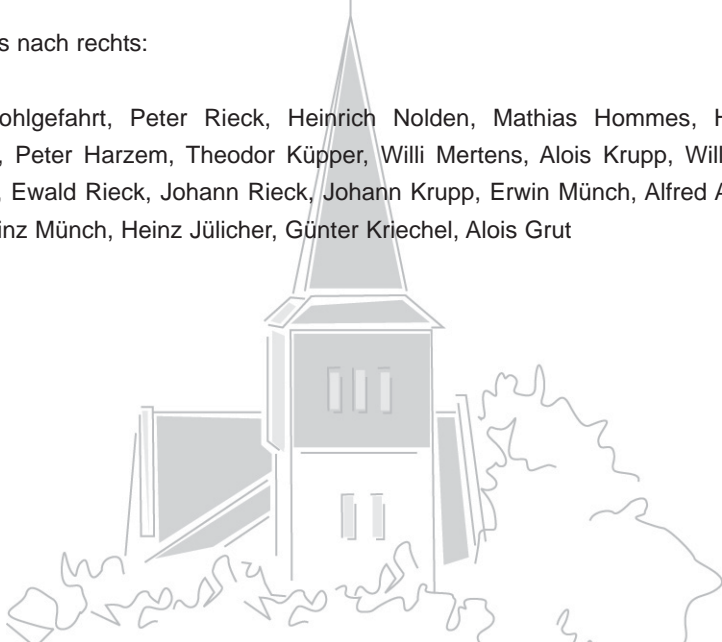 s nach rechts:
ohlgefahrt, Peter Rieck, Heinrich Nolden, Mathias Hommes, H
, Peter Harzem, Theodor Küpper, Willi Mertens, Alois Krupp, Will
, Ewald Rieck, Johann Rieck, Johann Krupp, Erwin Münch, Alfred A
inz Münch, Heinz Jülicher, Günter Kriechel, Alois Grut